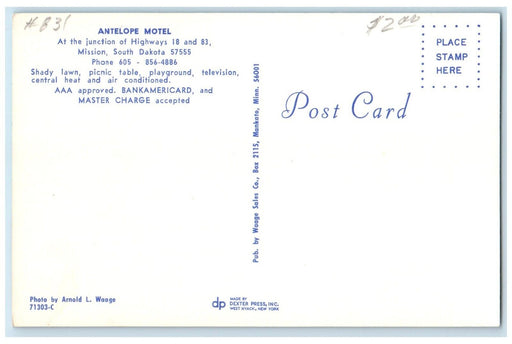 #831
$2.00
ANTELOPE MOTEL
At the junction of Highways 18 and 83,
Mission, South Dakota 57555
Phone 605 - 856-4886
Shady lawn, picnic table, playground, television,
central heat and air conditioned.
AAA approved. BANKAMERICARD, and
MASTER CHARGE accepted
PLACE
STAMP
HERE
Post Card
Pub. by Waage Sales Co., Box 2115, Mankato, Minn. 56001
Photo by Arnold L. Waage
71303-C
dp
MADE BY
DEXTER PRESS, INC.
WEST NYACK, NEW YORK